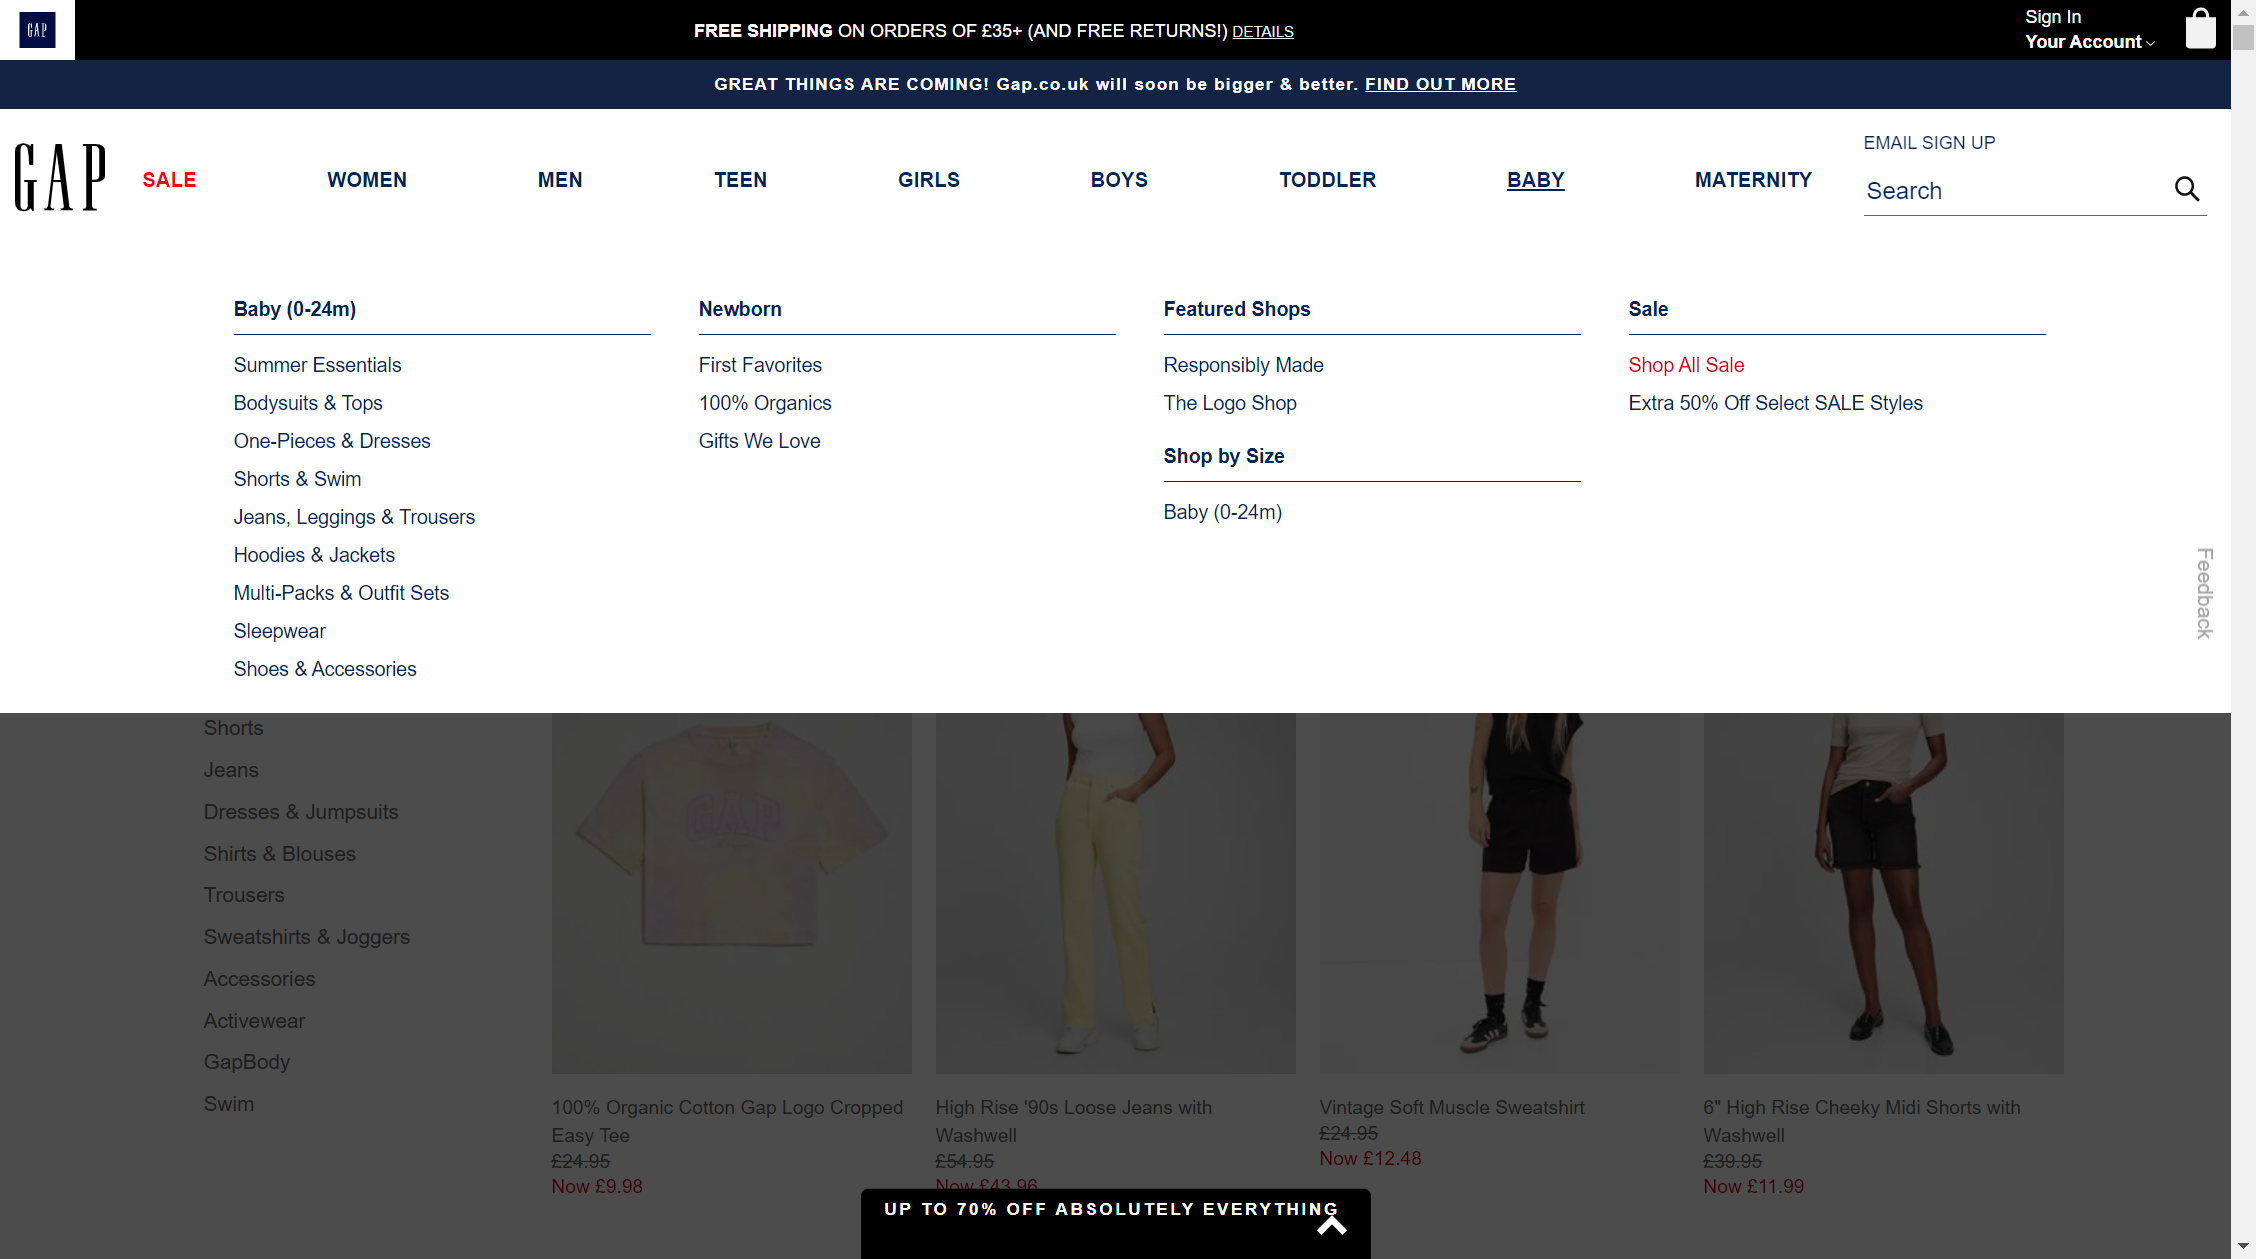 GAP
FREE SHIPPING ON ORDERS OF £35+ (AND FREE RETURNS!) DETAILS
Sign In
Your Account
GREAT THINGS ARE COMING! Gap.co.uk will soon be bigger & better. FIND OUT MORE
EMAIL SIGN UP
GAP
SALE
WOMEN
MEN
TEEN
GIRLS
BOYS
TODDLER
BABY
MATERNITY
Search
Baby (0-24m)
Summer Essentials
Bodysuits & Tops
One-Pieces & Dresses
Shorts & Swim
Jeans, Leggings & Trousers
Hoodies & Jackets
Multi-Packs & Outfit Sets
Sleepwear
Shoes & Accessories
Newborn
First Favorites
100% Organics
Gifts We Love
Featured Shops
Responsibly Made
The Logo Shop
Shop by Size
Baby (0-24m)
Sale
Shop All Sale
Extra 50% Off Select SALE Styles
Feedback
Shorts
Jeans
Dresses & Jumpsuits
Shirts & Blouses
Trousers
Sweatshirts & Joggers
Accessories
Activewear
GapBody
Swim
GAP
100% Organic Cotton Gap Logo Cropped
Easy Tee
£24.95
Now £9.98
High Rise '90s Loose Jeans with
Washwell
£54.95
Now £43.96
Vintage Soft Muscle Sweatshirt
£24.95
Now £12.48
6" High Rise Cheeky Midi Shorts with
Washwell
£39.95
Now £11.99
UP TO 70% OFF ABSOLUTELY EVERYTHING